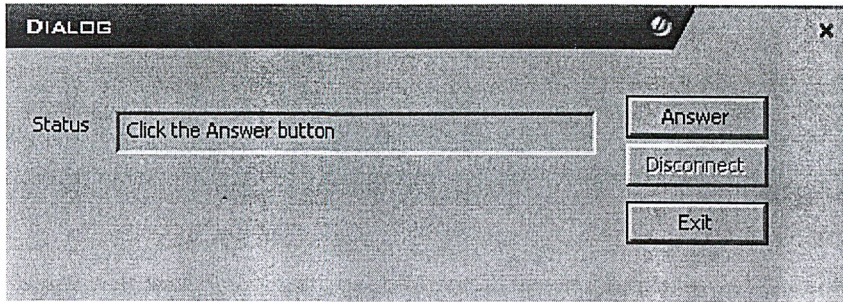 DIALOG
Status
Click the Answer button
Answer
Disconnect
Exit